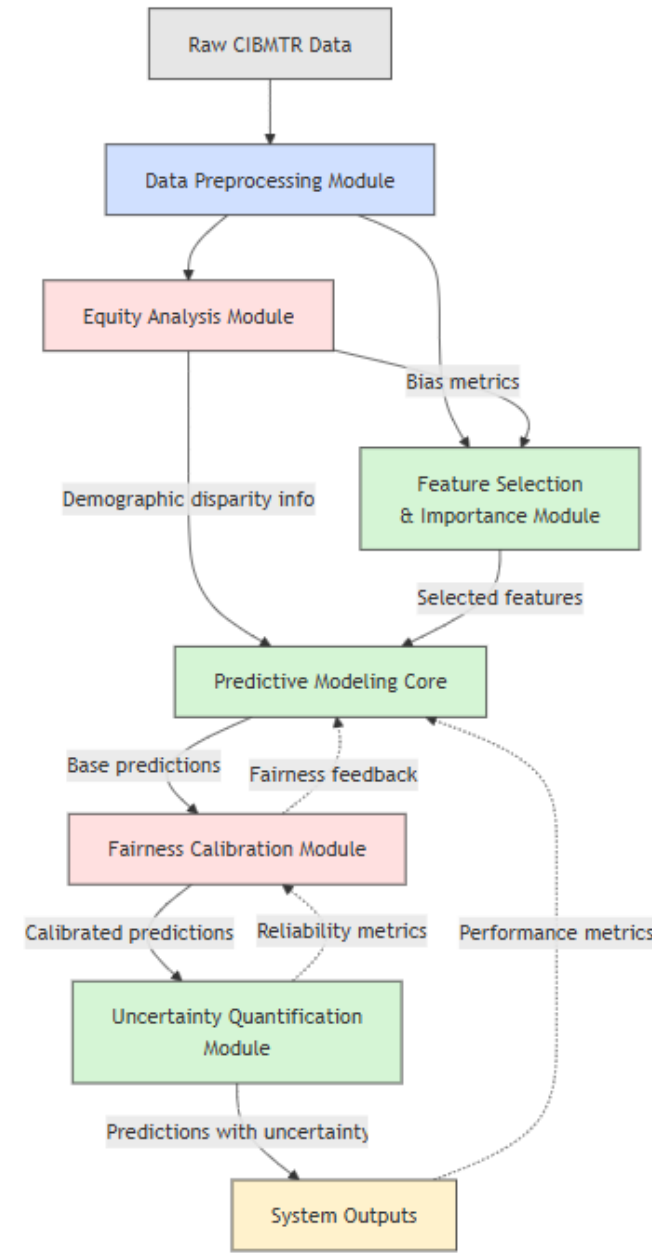 Raw CIBMTR Data
Data Preprocessing Module
Equity Analysis Module
Bias metrics
Feature Selection
& Importance Module
Demographic disparity info
Selected features
Predictive Modeling Core
Base predictions
Fairness feedback
Fairness Calibration Module
Calibrated predictions
Reliability metrics
Performance metrics
Uncertainty Quantification
Module
Predictions with uncertainty
System Outputs